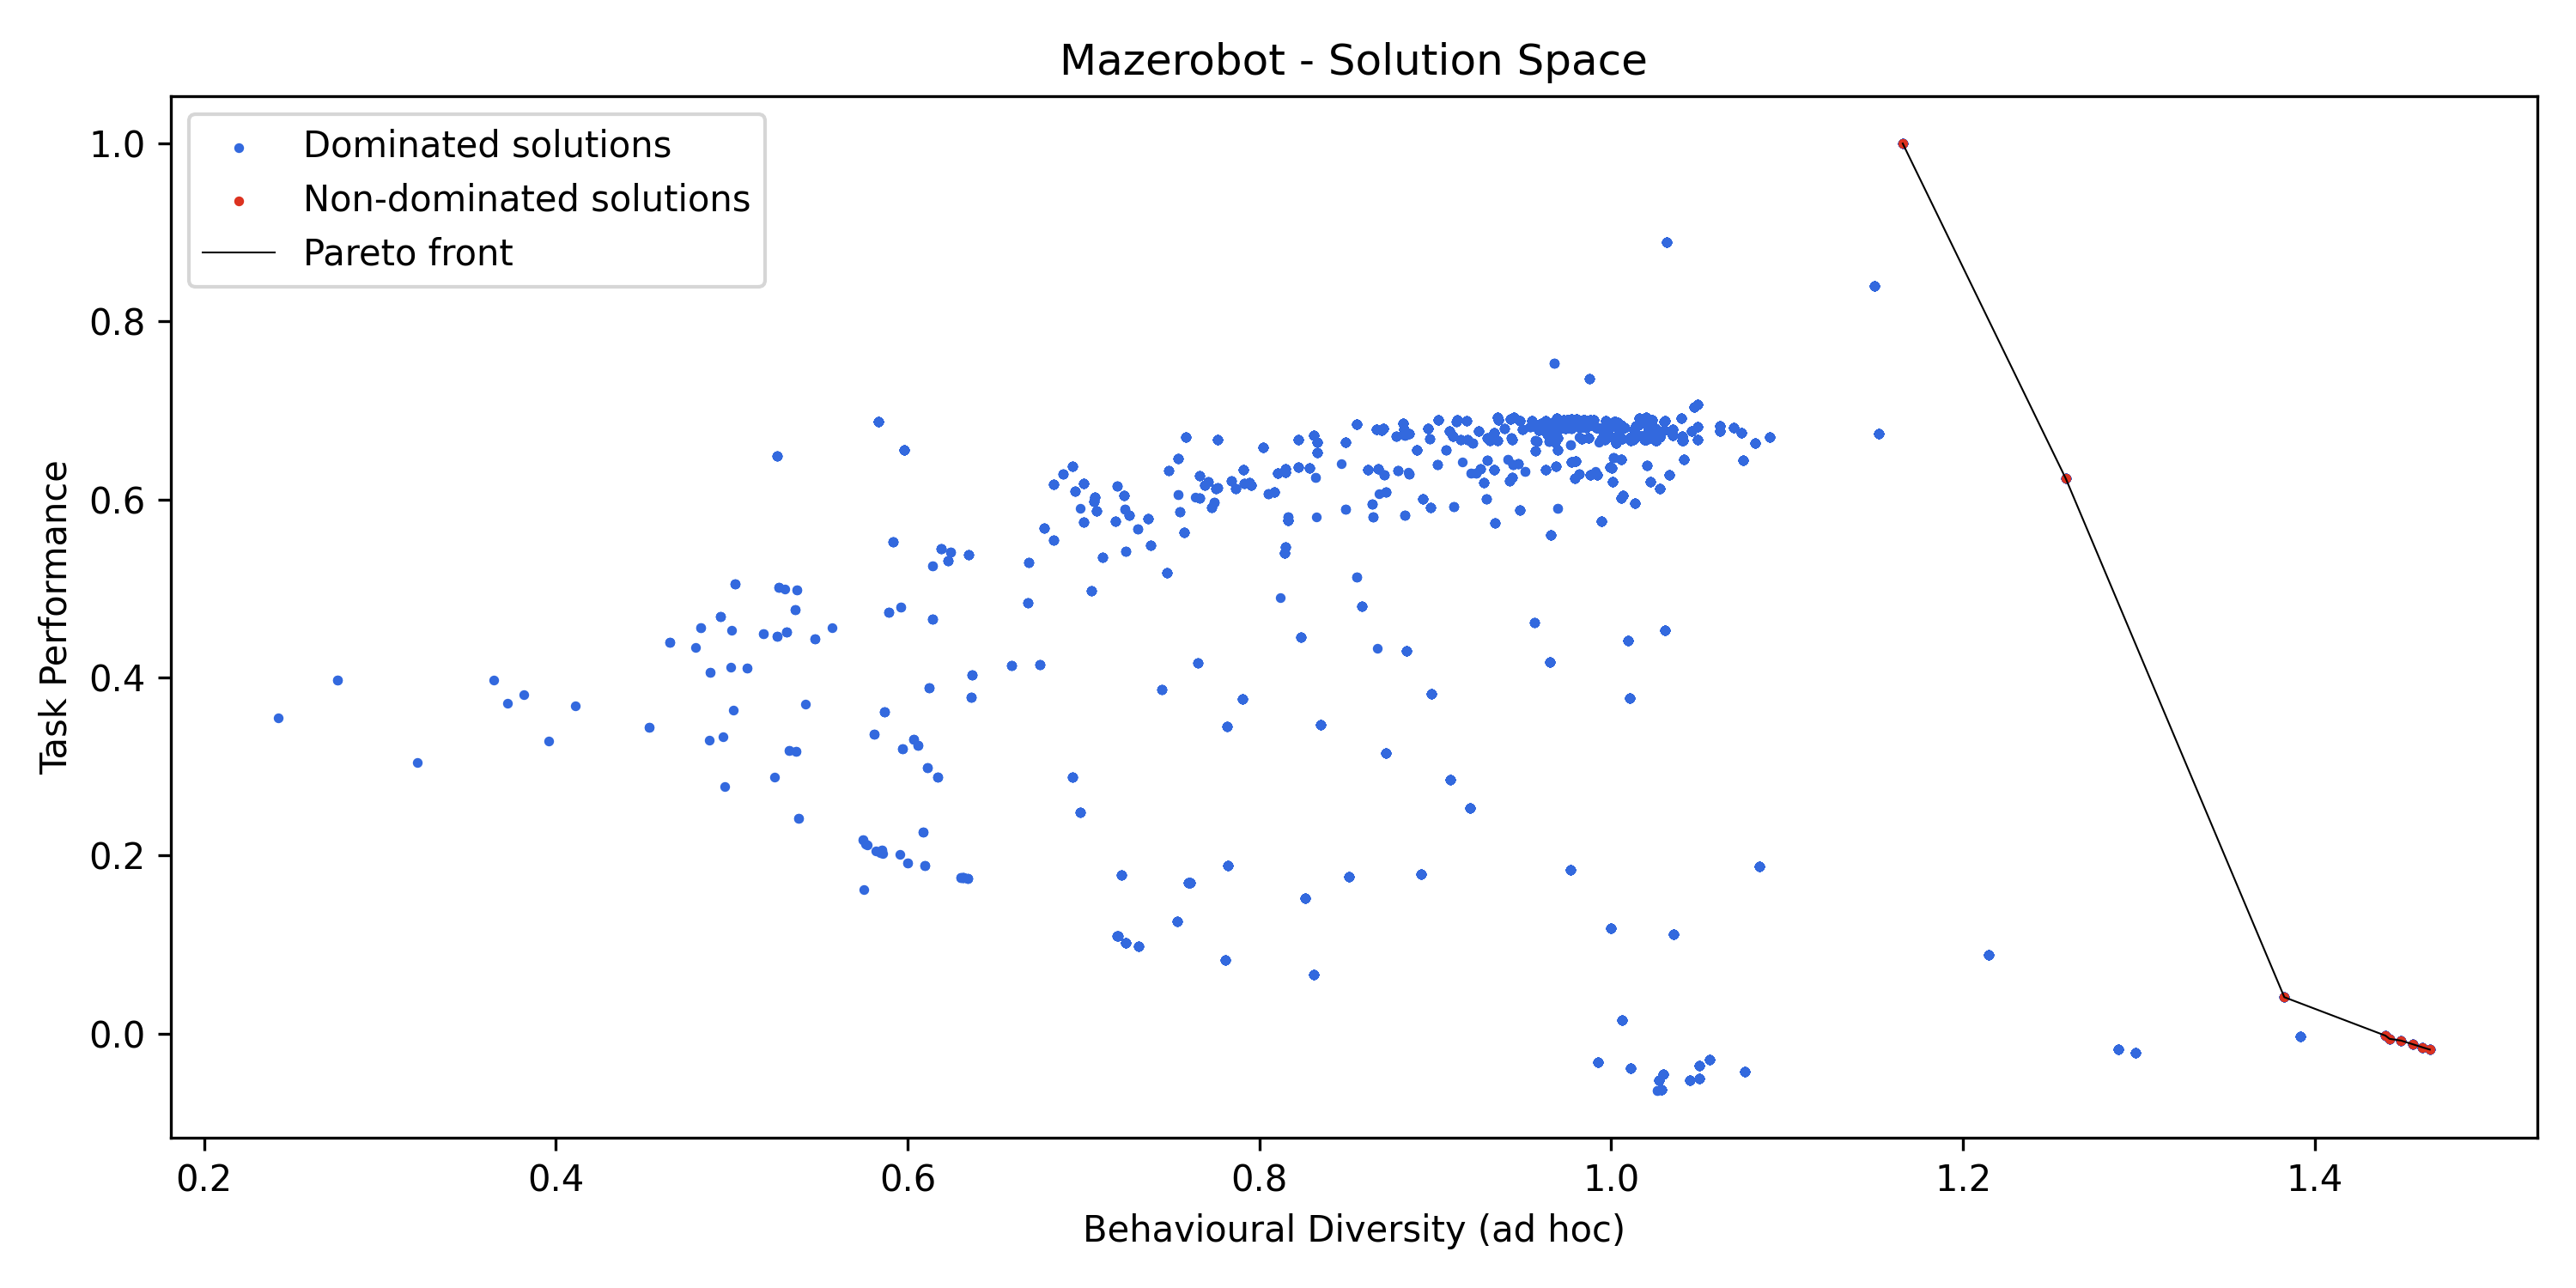 Mazerobot - Solution Space
Dominated solutions
Non-dominated solutions
Pareto front
1.0
0.8
0.6
0.4
0.2
0.0
Task Performance
0.2 0.4 0.6 0.8 1.0 1.2 1.4
Behavioural Diversity (ad hoc)